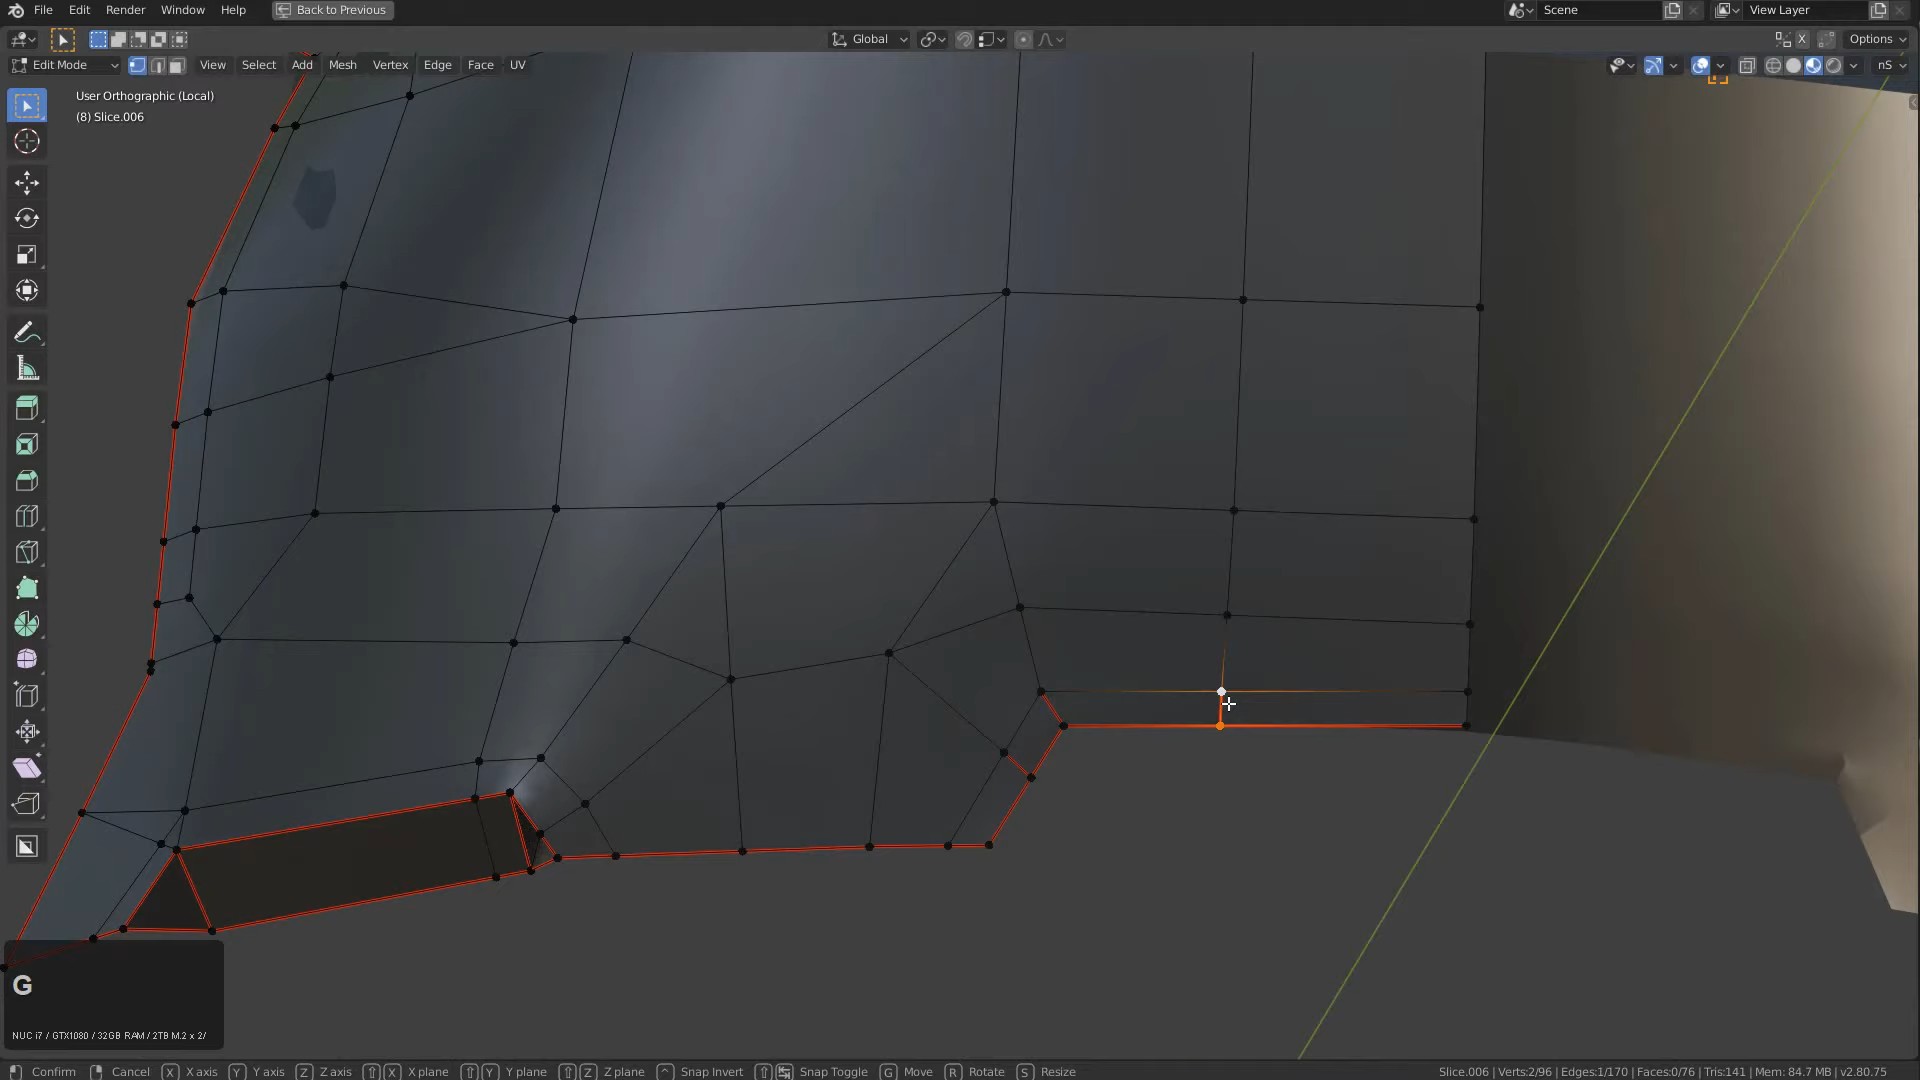 File Edit Render Window Help Back to Previous Scene View Layer
Global X Options
Edit Mode View Select Add Mesh Vertex Edge Face UV nS
User Orthographic (Local)
(8) Slice.006
G
NUC i7 / GTX1080 / 32GB RAM / 2TB M.2 x 2/
Confirm Cancel X X axis Y Y axis Z Z axis X X plane Y Y plane Z Z plane ^ Snap Invert Snap Toggle G Move R Rotate S Resize Slice.006 | Verts:2/96 | Edges:1/170 | Faces:0/76 | Tris:141 | Mem: 84.7 MB | v2.80.75